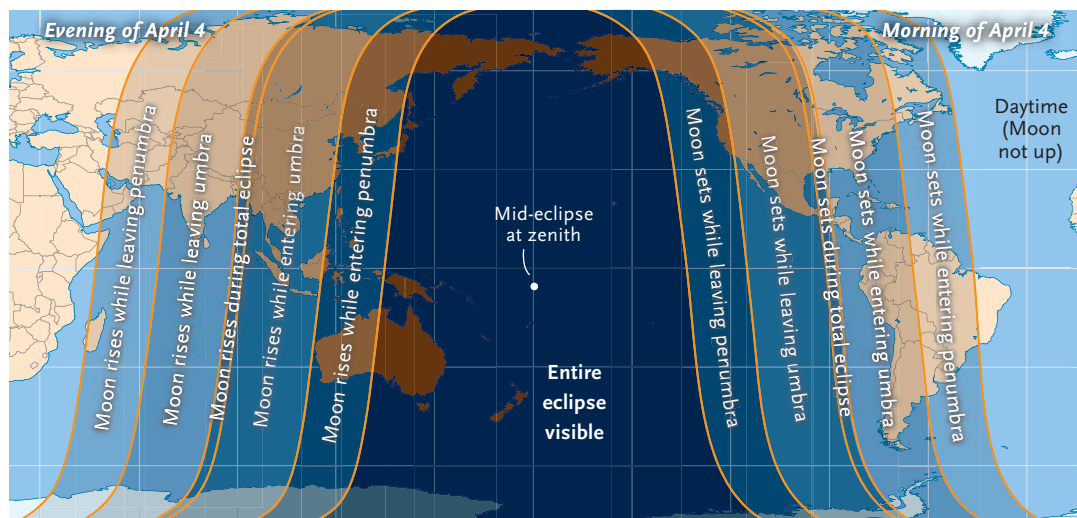 Evening of April 4
Morning of April 4
Daytime
(Moon
not up)
Moon rises while leaving penumbra
Moon rises while leaving umbra
Moon rises during total eclipse
Moon rises while entering umbra
Moon rises while entering penumbra
Mid-eclipse
at zenith
Entire
eclipse
visible
Moon sets while leaving penumbra
Moon sets while leaving umbra
Moon sets during total eclipse
Moon sets while entering umbra
Moon sets while entering penumbra